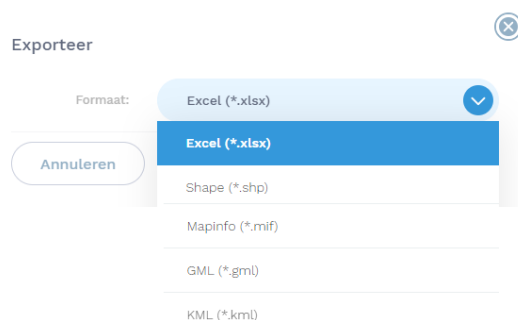 Exporteer
Formaat: Excel (*.xlsx)
Excel (*.xlsx)
Annuleren
Shape (*.shp)
Mapinfo (*.mif)
GML (*.gml)
KML (*.kml)